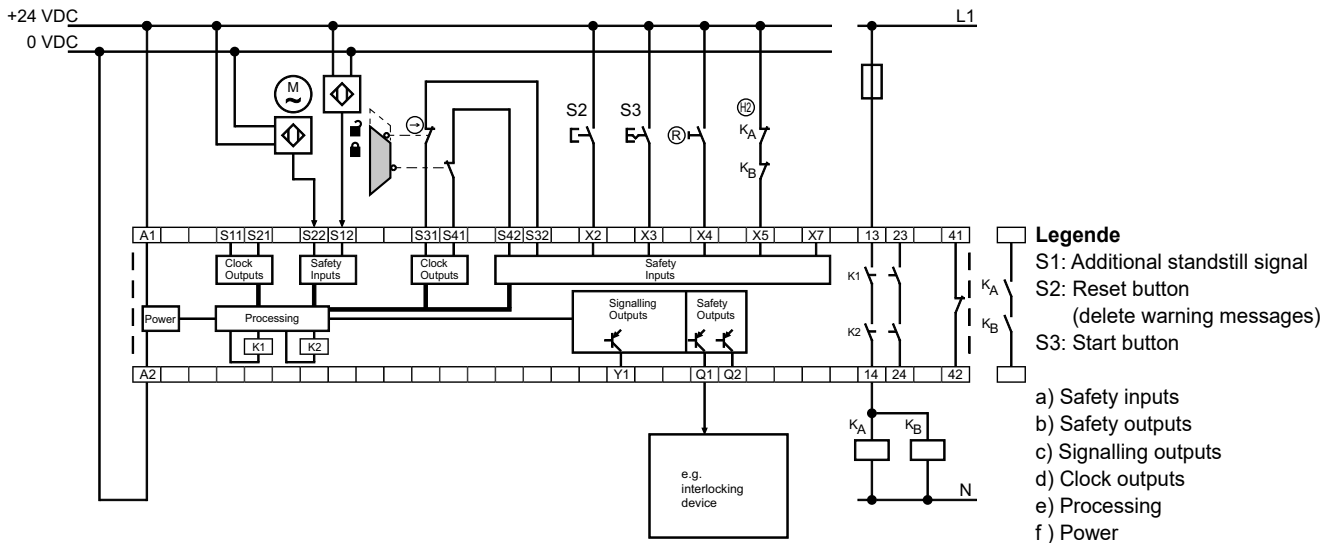 +24 VDC
L1
0 VDC
M
~
S2
S3
R
H2
KA
KB
A1 S11 S21 S22 S12 S31 S41 S42 S32 X2 X3 X4 X5 X7 13 23 41
Clock
Outputs
Safety
Inputs
Clock
Outputs
Safety
Inputs
K1
K2
Power
Processing
K1
K2
Signalling
Outputs
Safety
Outputs
A2 Y1 Q1 Q2 14 24 42
KA
KB
KA
KB
N
e.g.
interlocking
device
Legende
S1: Additional standstill signal
S2: Reset button
(delete warning messages)
S3: Start button
a) Safety inputs
b) Safety outputs
c) Signalling outputs
d) Clock outputs
e) Processing
f ) Power